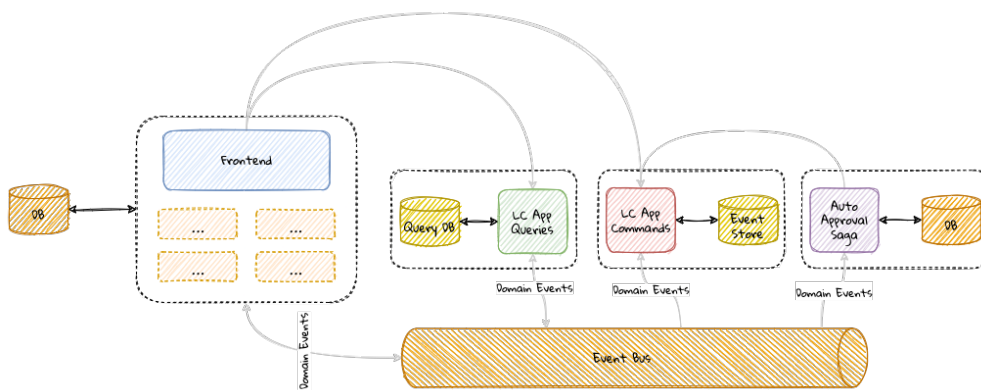 Frontend
DB
...
...
...
...
Query DB
LC App
Queries
LC App
Commands
Event
Store
Auto
Approval
Saga
DB
Domain Events
Domain Events
Domain Events
Domain Events
Event Bus